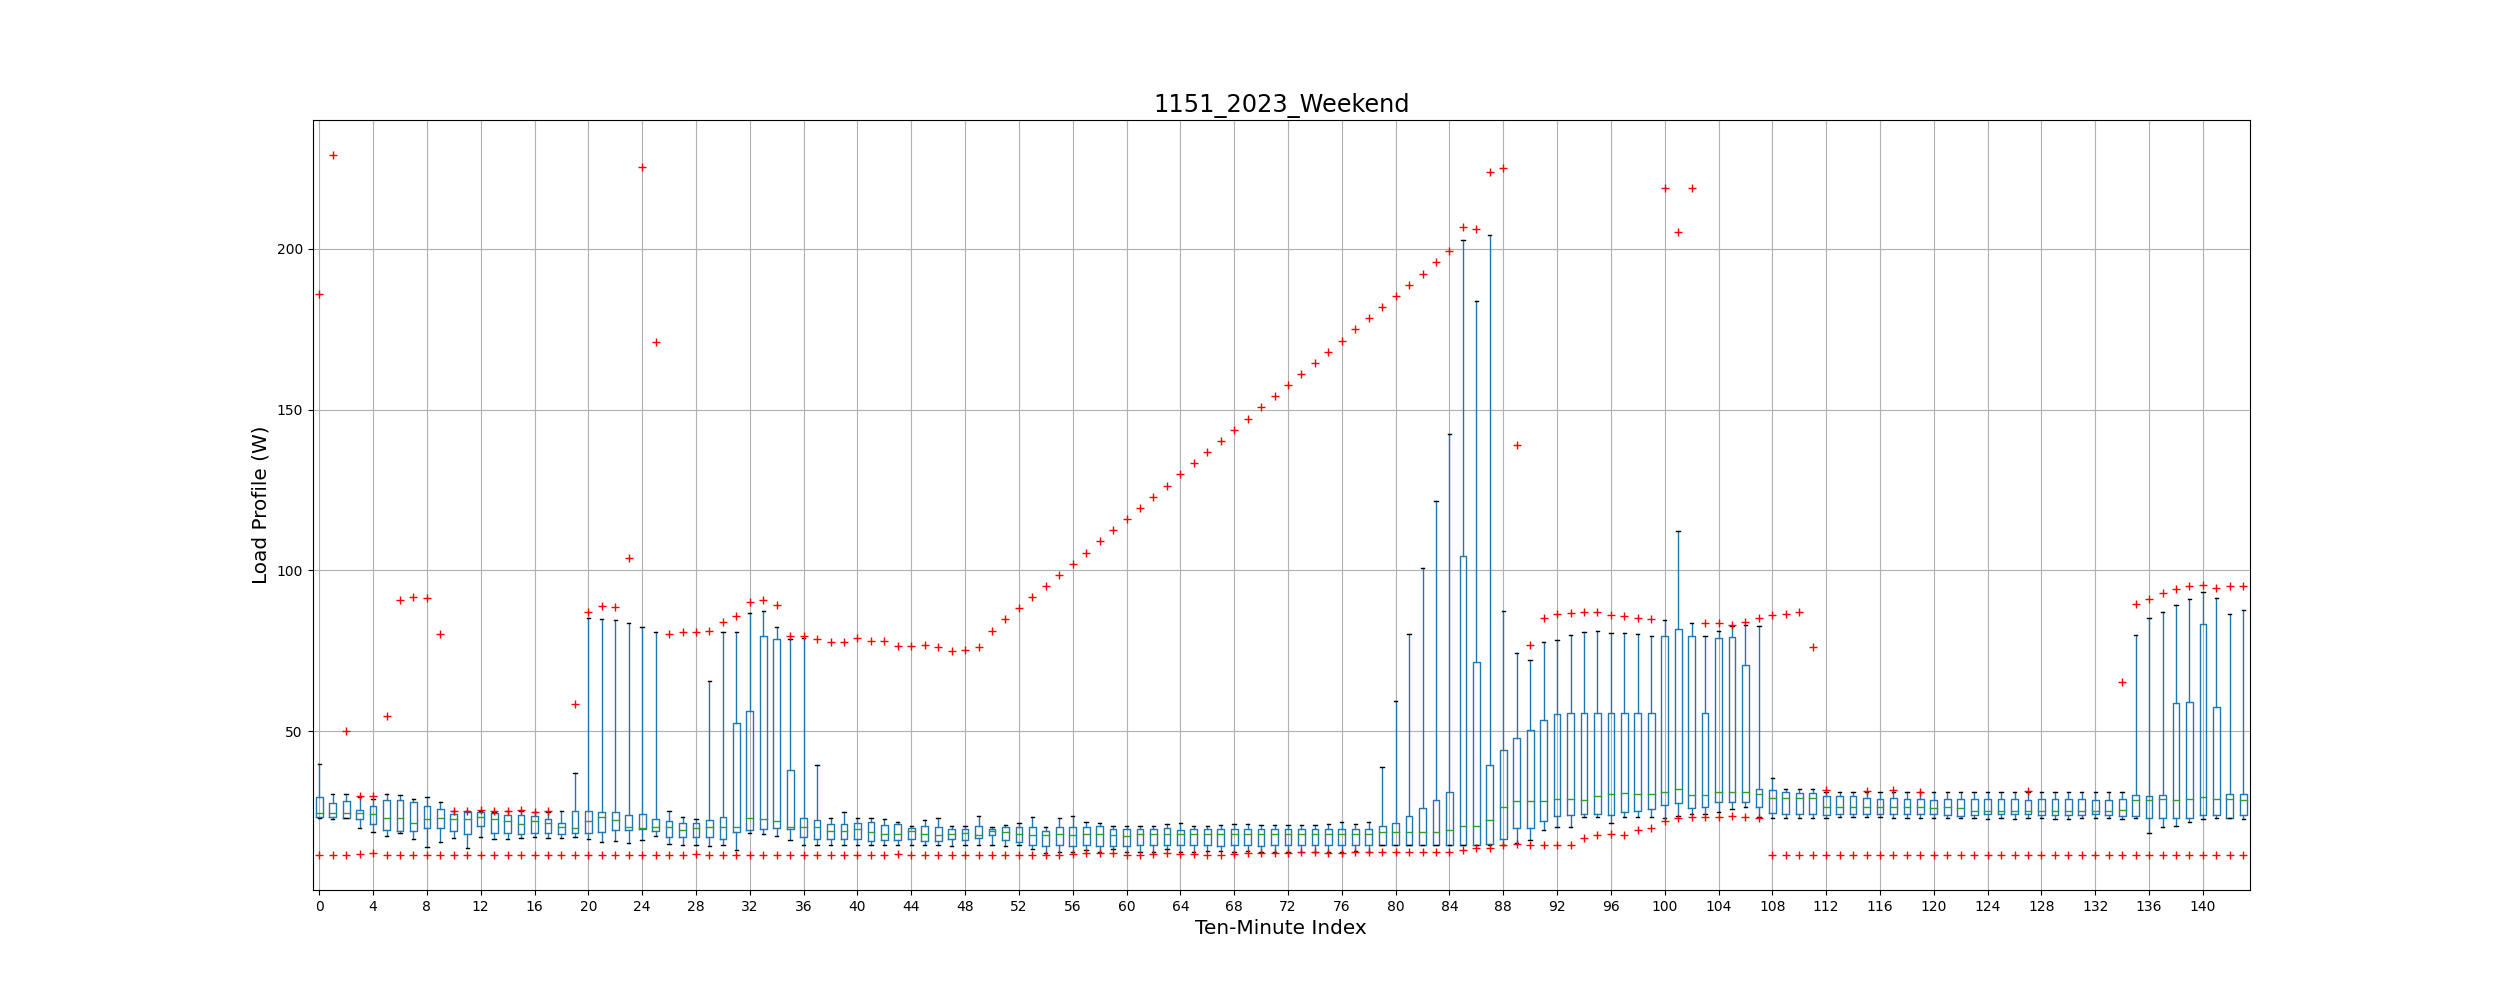 1151_2023_Weekend
Load Profile (W)
200
150
100
50
0 4 8 12 16 20 24 28 32 36 40 44 48 52 56 60 64 68 72 76 80 84 88 92 96 100 104 108 112 116 120 124 128 132 136 140
Ten-Minute Index